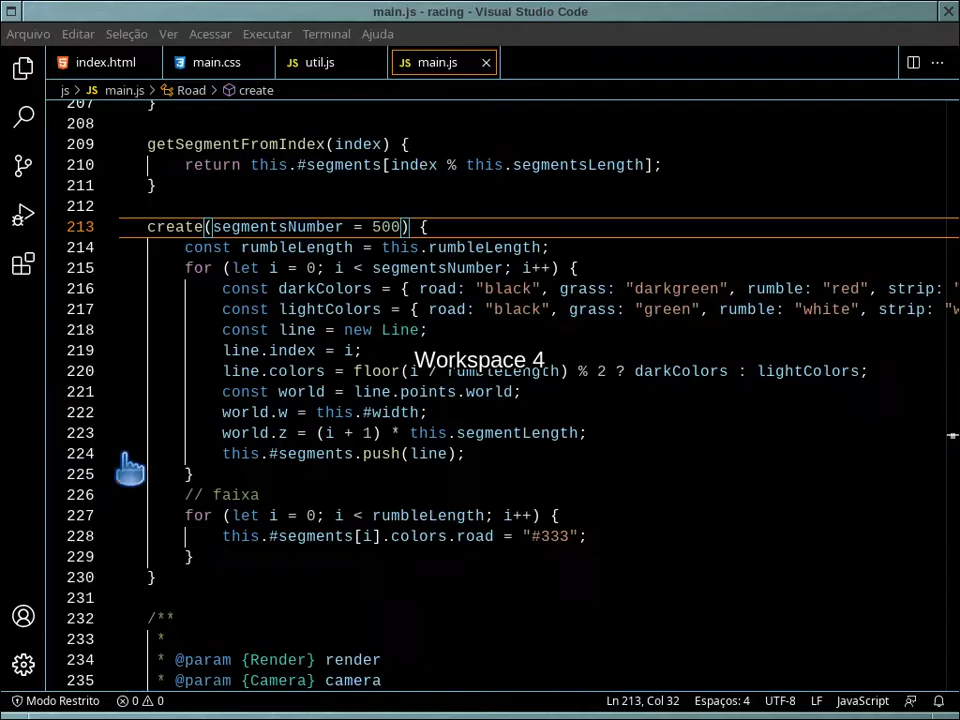 main.js - racing - Visual Studio Code
Arquivo Editar Seleção Ver Acessar Executar Terminal Ajuda
index.html main.css JS util.js JS main.js
js > JS main.js > Road > create
207 }
208
209 getSegmentFromIndex(index) {
210 return this.#segments[index % this.segmentsLength];
211 }
212
213 create(segmentsNumber = 500) {
214 const rumbleLength = this.rumbleLength;
215 for (let i = 0; i < segmentsNumber; i++) {
216 const darkColors = { road: "black", grass: "darkgreen", rumble: "red", strip: "
217 const lightColors = { road: "black", grass: "green", rumble: "white", strip: "w
218 const line = new Line;
219 line.index = i;
Workspace 4
220 line.colors = floor(i / rumbleLength) % 2 ? darkColors : lightColors;
221 const world = line.points.world;
222 world.w = this.#width;
223 world.z = (i + 1) * this.segmentLength;
224 this.#segments.push(line);
225 }
226 // faixa
227 for (let i = 0; i < rumbleLength; i++) {
228 this.#segments[i].colors.road = "#333";
229 }
230 }
231
232 /**
233 *
234 * @param {Render} render
235 * @param {Camera} camera
Modo Restrito 0 0 Ln 213, Col 32 Espaços: 4 UTF-8 LF JavaScript